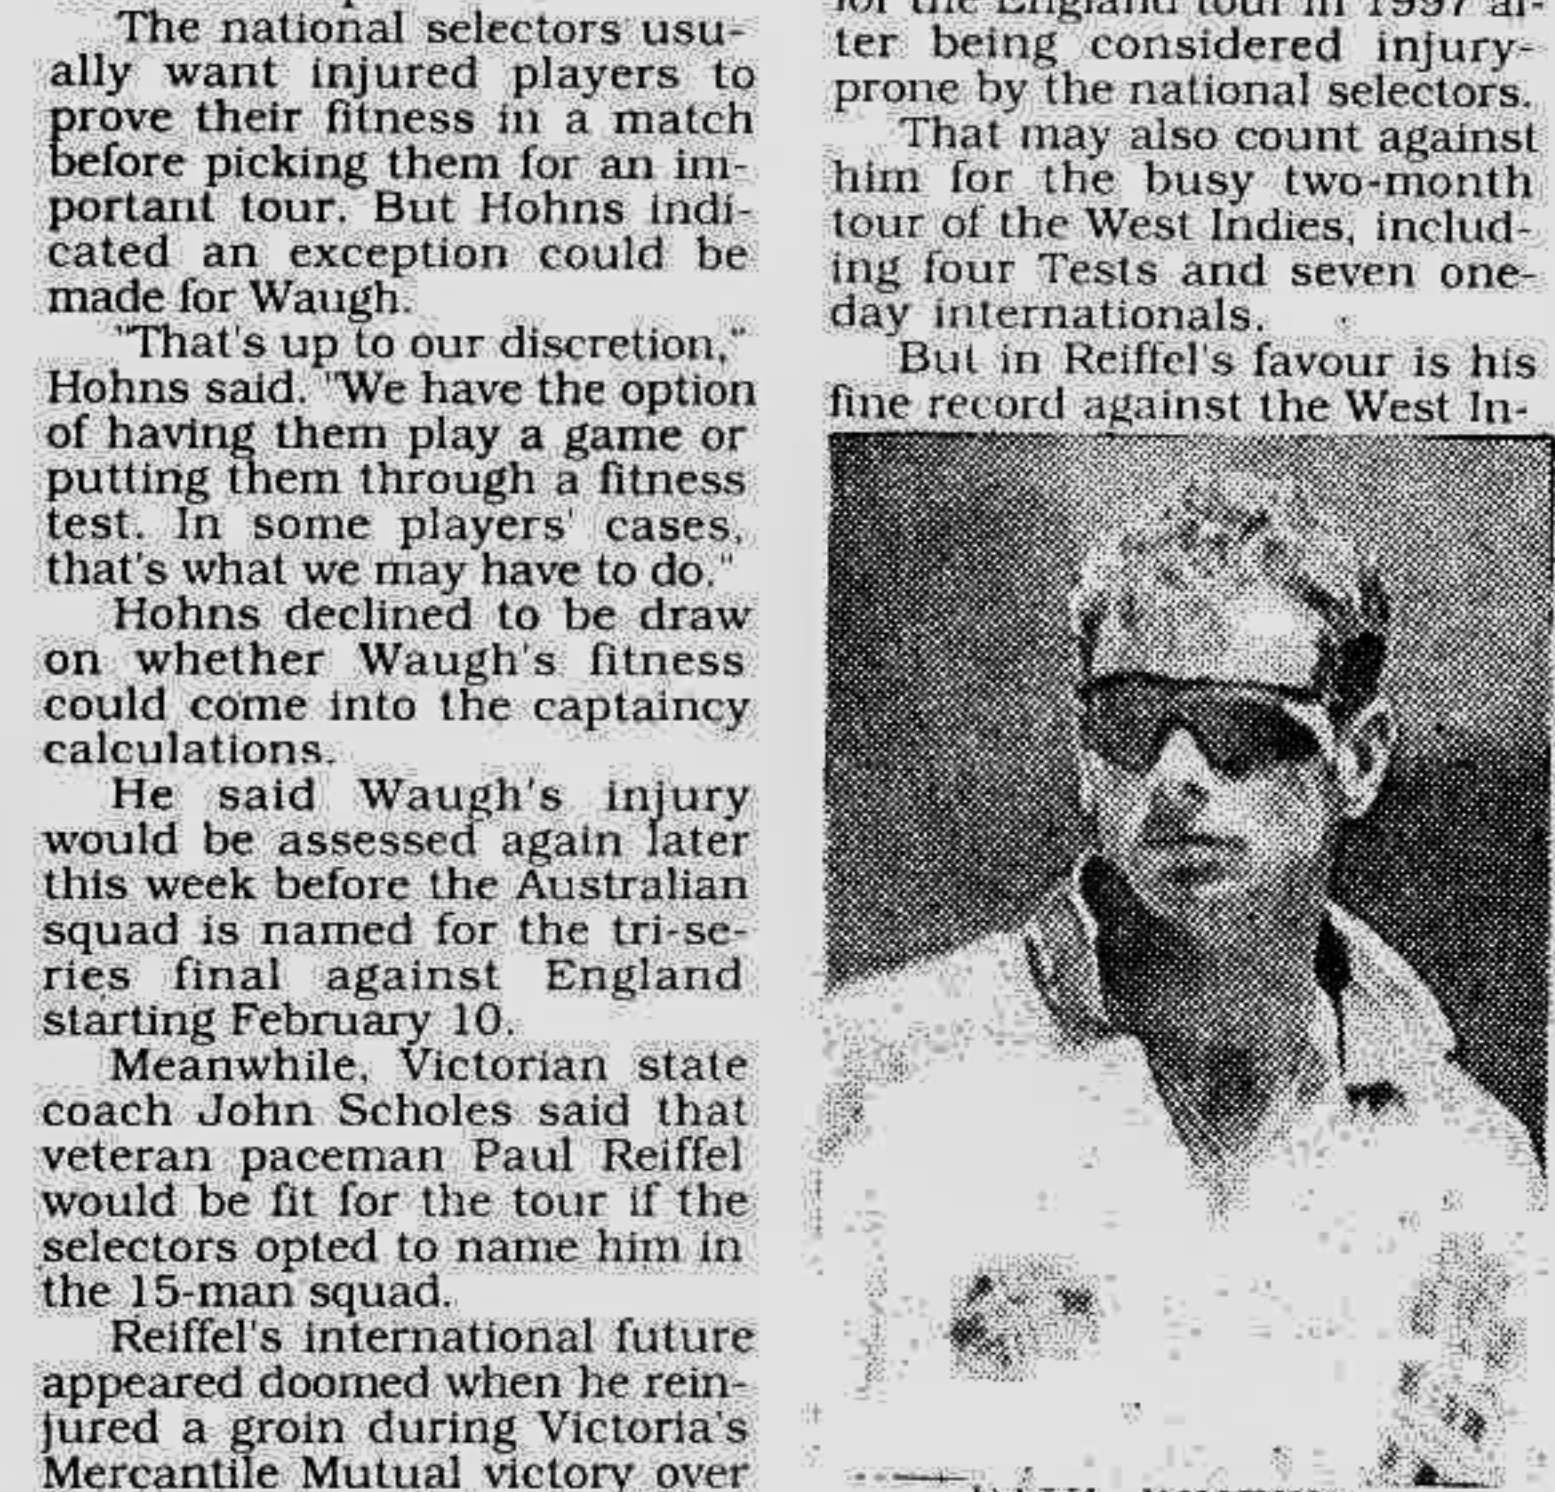 The national selectors usu-
ally want injured players to
prove their fitness in a match
before picking them for an im-
portant tour. But Hohns indi-
cated an exception could be
made for Waugh.
"That's up to our discretion,"
Hohns said. "We have the option
of having them play a game or
putting them through a fitness
test. In some players' cases,
that's what we may have to do."
Hohns declined to be draw
on whether Waugh's fitness
could come into the captaincy
calculations.
He said Waugh's injury
would be assessed again later
this week before the Australian
squad is named for the tri-se-
ries final against England
starting February 10.
Meanwhile, Victorian state
coach John Scholes said that
veteran paceman Paul Reiffel
would be fit for the tour if the
selectors opted to name him in
the 15-man squad.
Reiffel's international future
appeared doomed when he rein-
jured a groin during Victoria's
Mercantile Mutual victory over
for the England tour in 1997 af-
ter being considered injury-
prone by the national selectors.
That may also count against
him for the busy two-month
tour of the West Indies, includ-
ing four Tests and seven one-
day internationals.
But in Reiffel's favour is his
fine record against the West In-